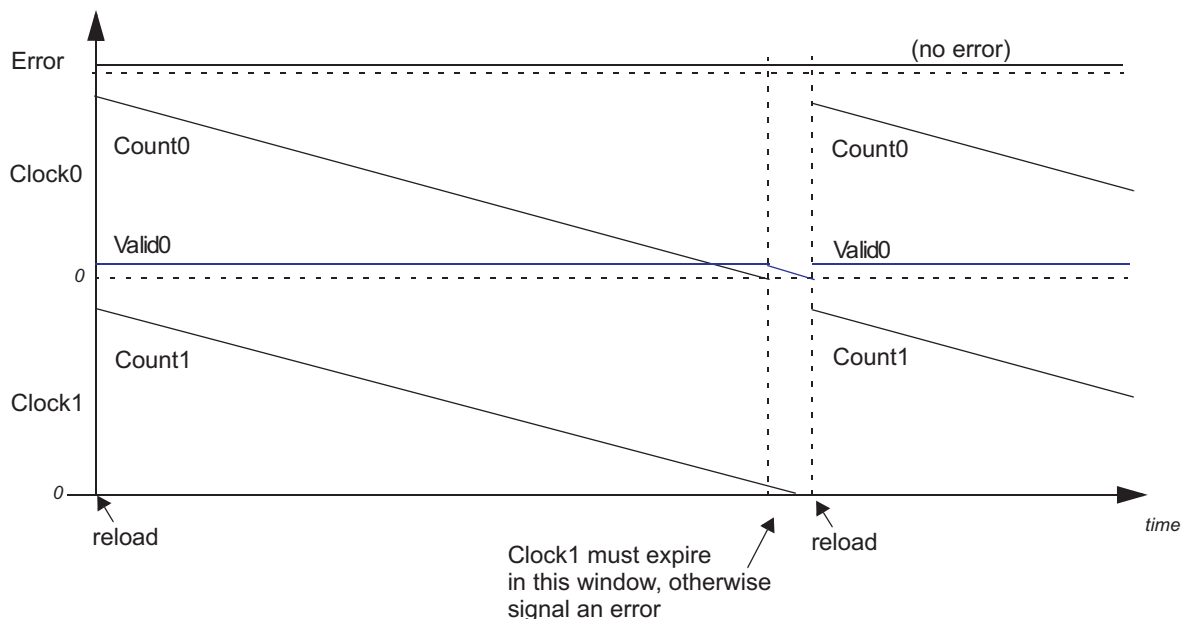 (no error)
Error
Count0
Count0
Clock0
Valid0
Valid0
0
Count1
Count1
Clock1
0
time
reload
reload
Clock1 must expire
in this window, otherwise
signal an error